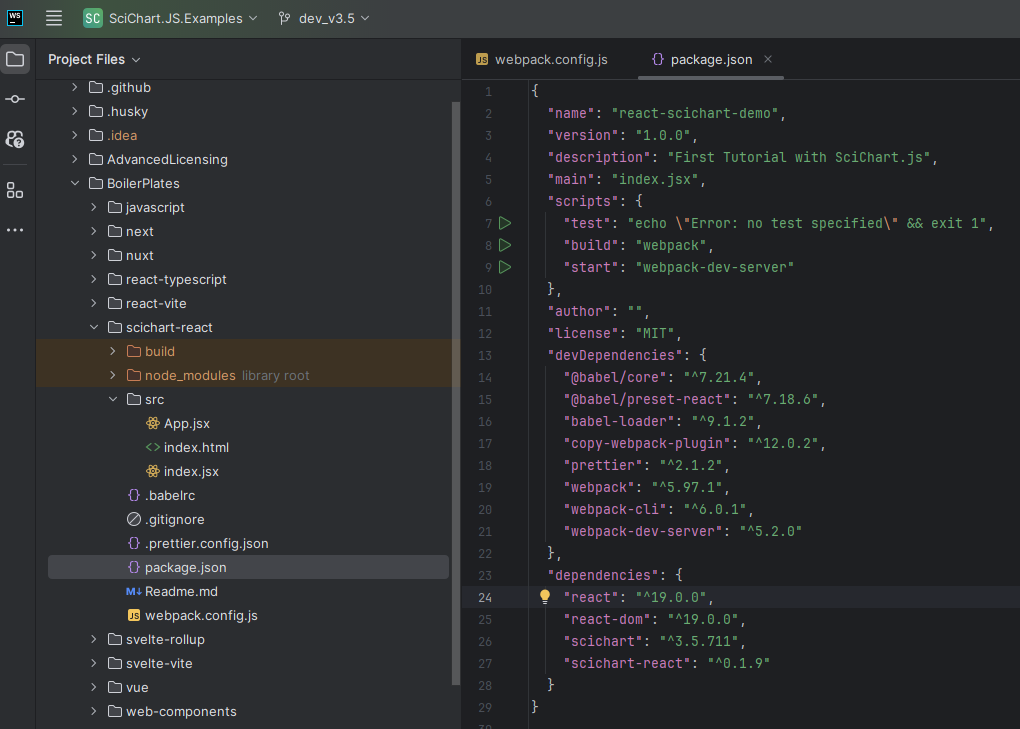 WS
SC SciChart.JS.Examples dev_v3.5
Project Files
.github
.husky
.idea
AdvancedLicensing
BoilerPlates
javascript
next
nuxt
react-typescript
react-vite
scichart-react
build
node_modules library root
src
App.jsx
<> index.html
index.jsx
{} .babelrc
.gitignore
{} .prettier.config.json
{} package.json
M↓ Readme.md
JS webpack.config.js
svelte-rollup
svelte-vite
vue
web-components
JS webpack.config.js {} package.json ×
1 {
2 "name": "react-scichart-demo",
3 "version": "1.0.0",
4 "description": "First Tutorial with SciChart.js",
5 "main": "index.jsx",
6 "scripts": {
7 "test": "echo \"Error: no test specified\" && exit 1",
8 "build": "webpack",
9 "start": "webpack-dev-server"
10 },
11 "author": "",
12 "license": "MIT",
13 "devDependencies": {
14 "@babel/core": "^7.21.4",
15 "@babel/preset-react": "^7.18.6",
16 "babel-loader": "^9.1.2",
17 "copy-webpack-plugin": "^12.0.2",
18 "prettier": "^2.1.2",
19 "webpack": "^5.97.1",
20 "webpack-cli": "^6.0.1",
21 "webpack-dev-server": "^5.2.0"
22 },
23 "dependencies": {
24 "react": "^19.0.0",
25 "react-dom": "^19.0.0",
26 "scichart": "^3.5.711",
27 "scichart-react": "^0.1.9"
28 }
29 }
30